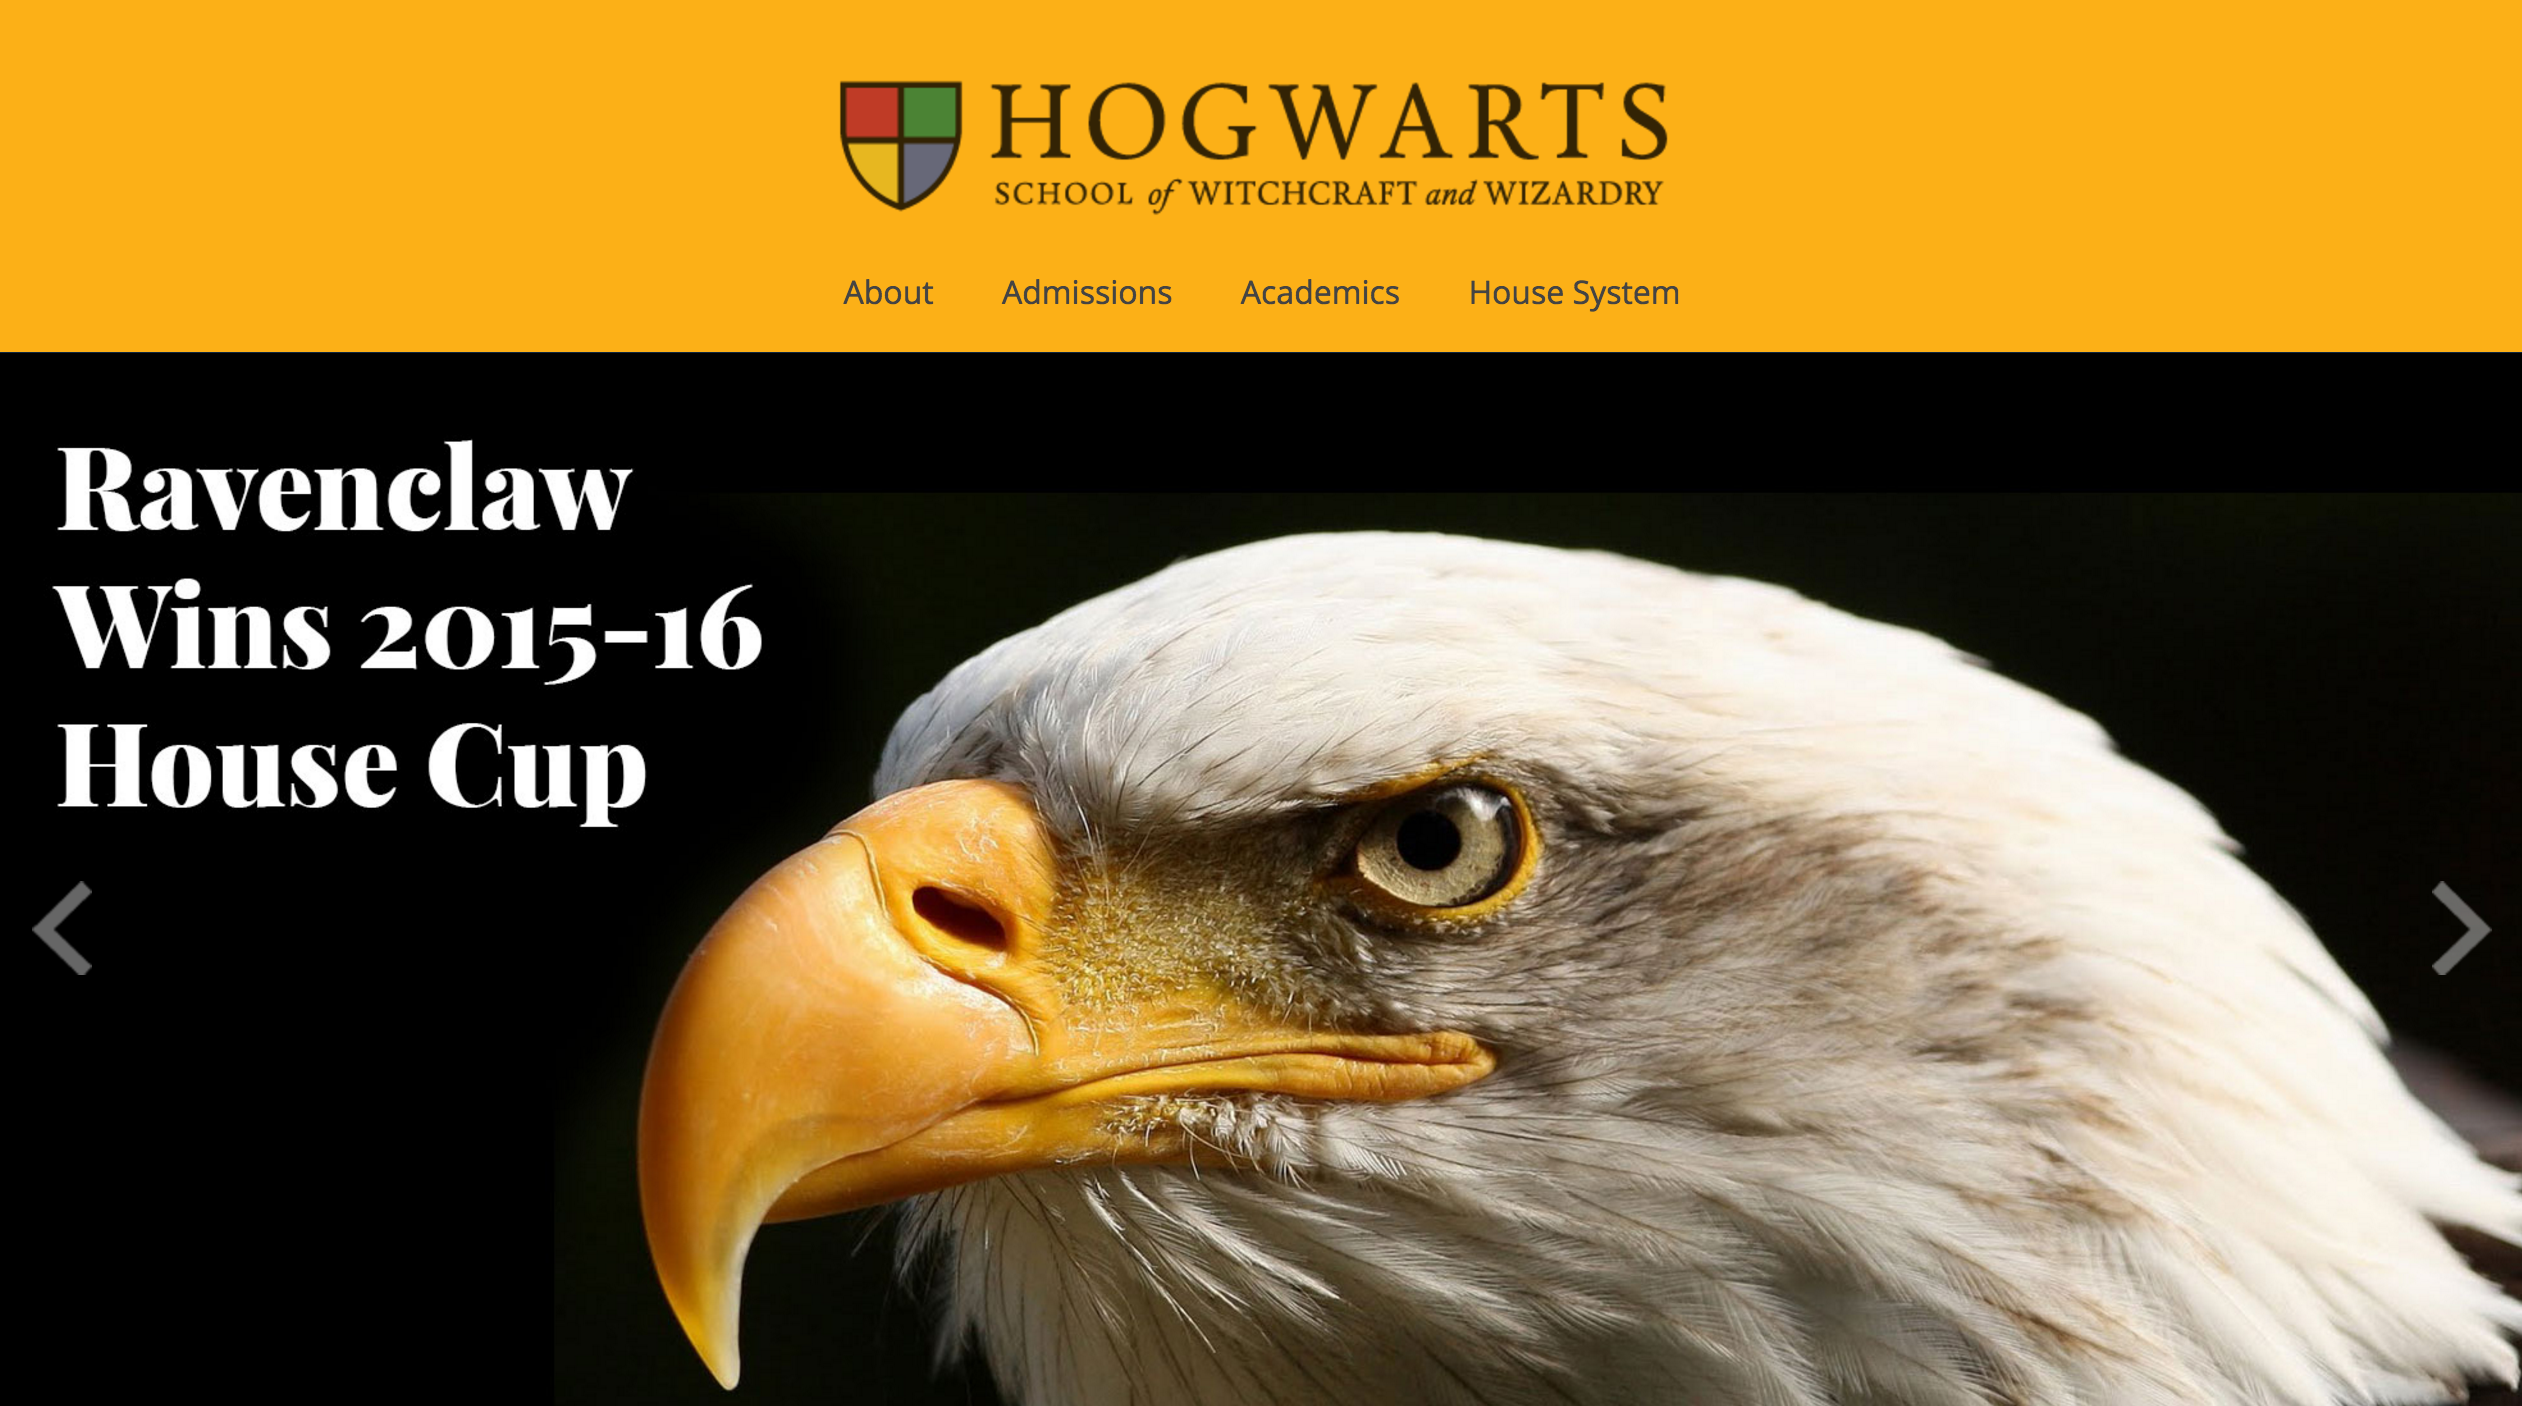 HOGWARTS
SCHOOL of WITCHCRAFT and WIZARDRY
About Admissions Academics House System
Ravenclaw
Wins 2015-16
House Cup